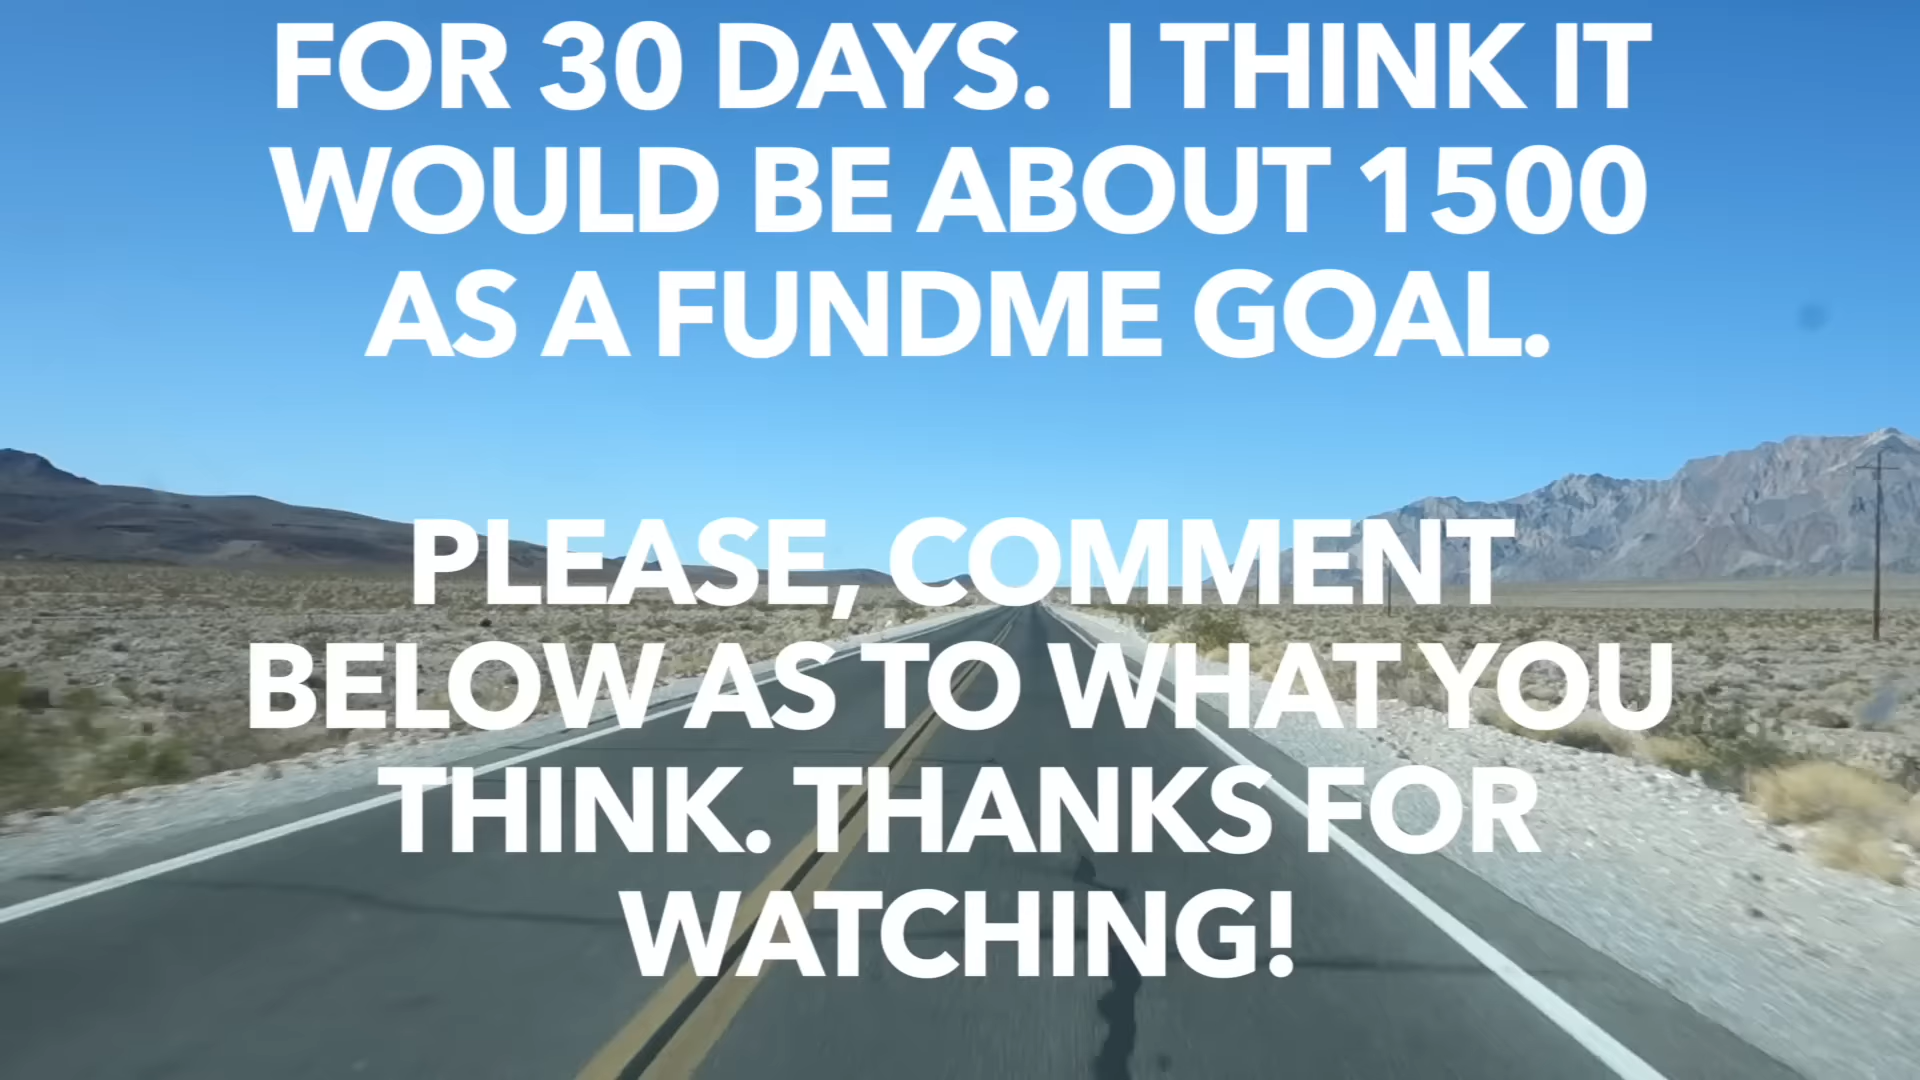 FOR 30 DAYS.  I THINK IT
WOULD BE ABOUT 1500
AS A FUNDME GOAL.
PLEASE, COMMENT
BELOW AS TO WHAT YOU
THINK. THANKS FOR
WATCHING!